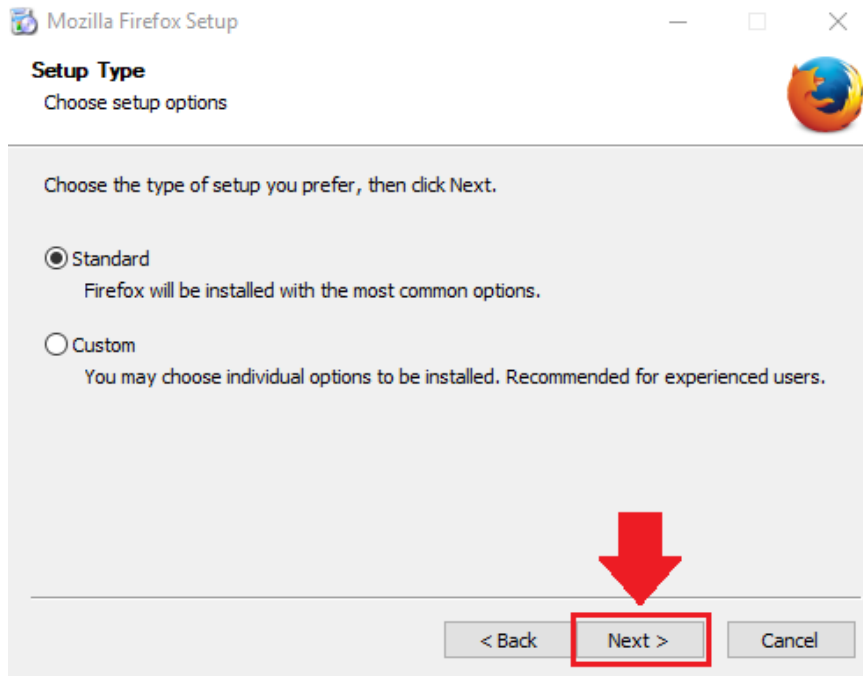 Mozilla Firefox Setup
Setup Type
Choose setup options
Choose the type of setup you prefer, then click Next.
Standard
Firefox will be installed with the most common options.
Custom
You may choose individual options to be installed. Recommended for experienced users.
< Back
Next >
Cancel